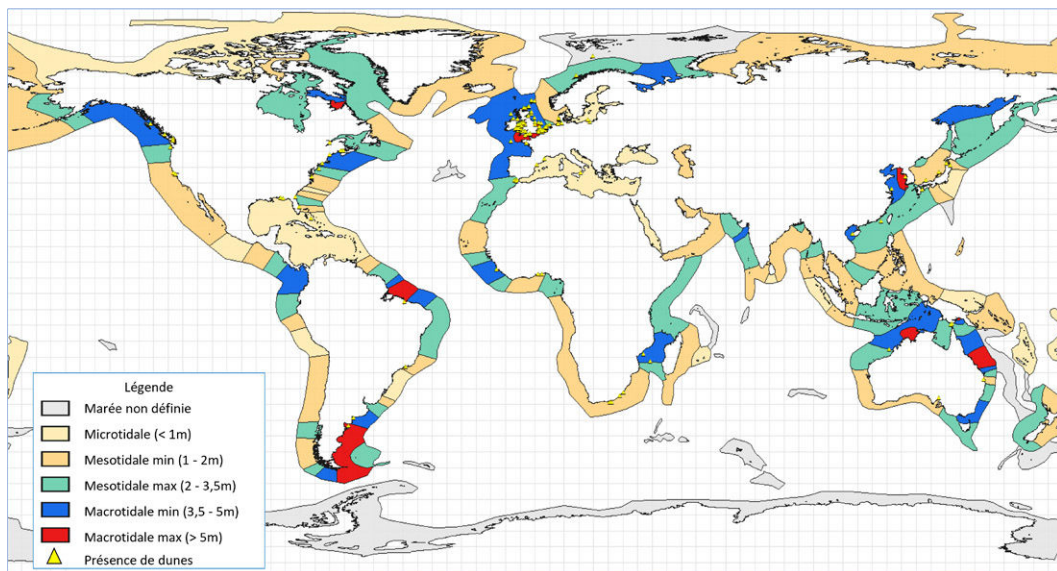 Légende
Marée non définie
Microtidale (< 1m)
Mesotidale min (1 - 2m)
Mesotidale max (2 - 3,5m)
Macrotidale min (3,5 - 5m)
Macrotidale max (> 5m)
Présence de dunes